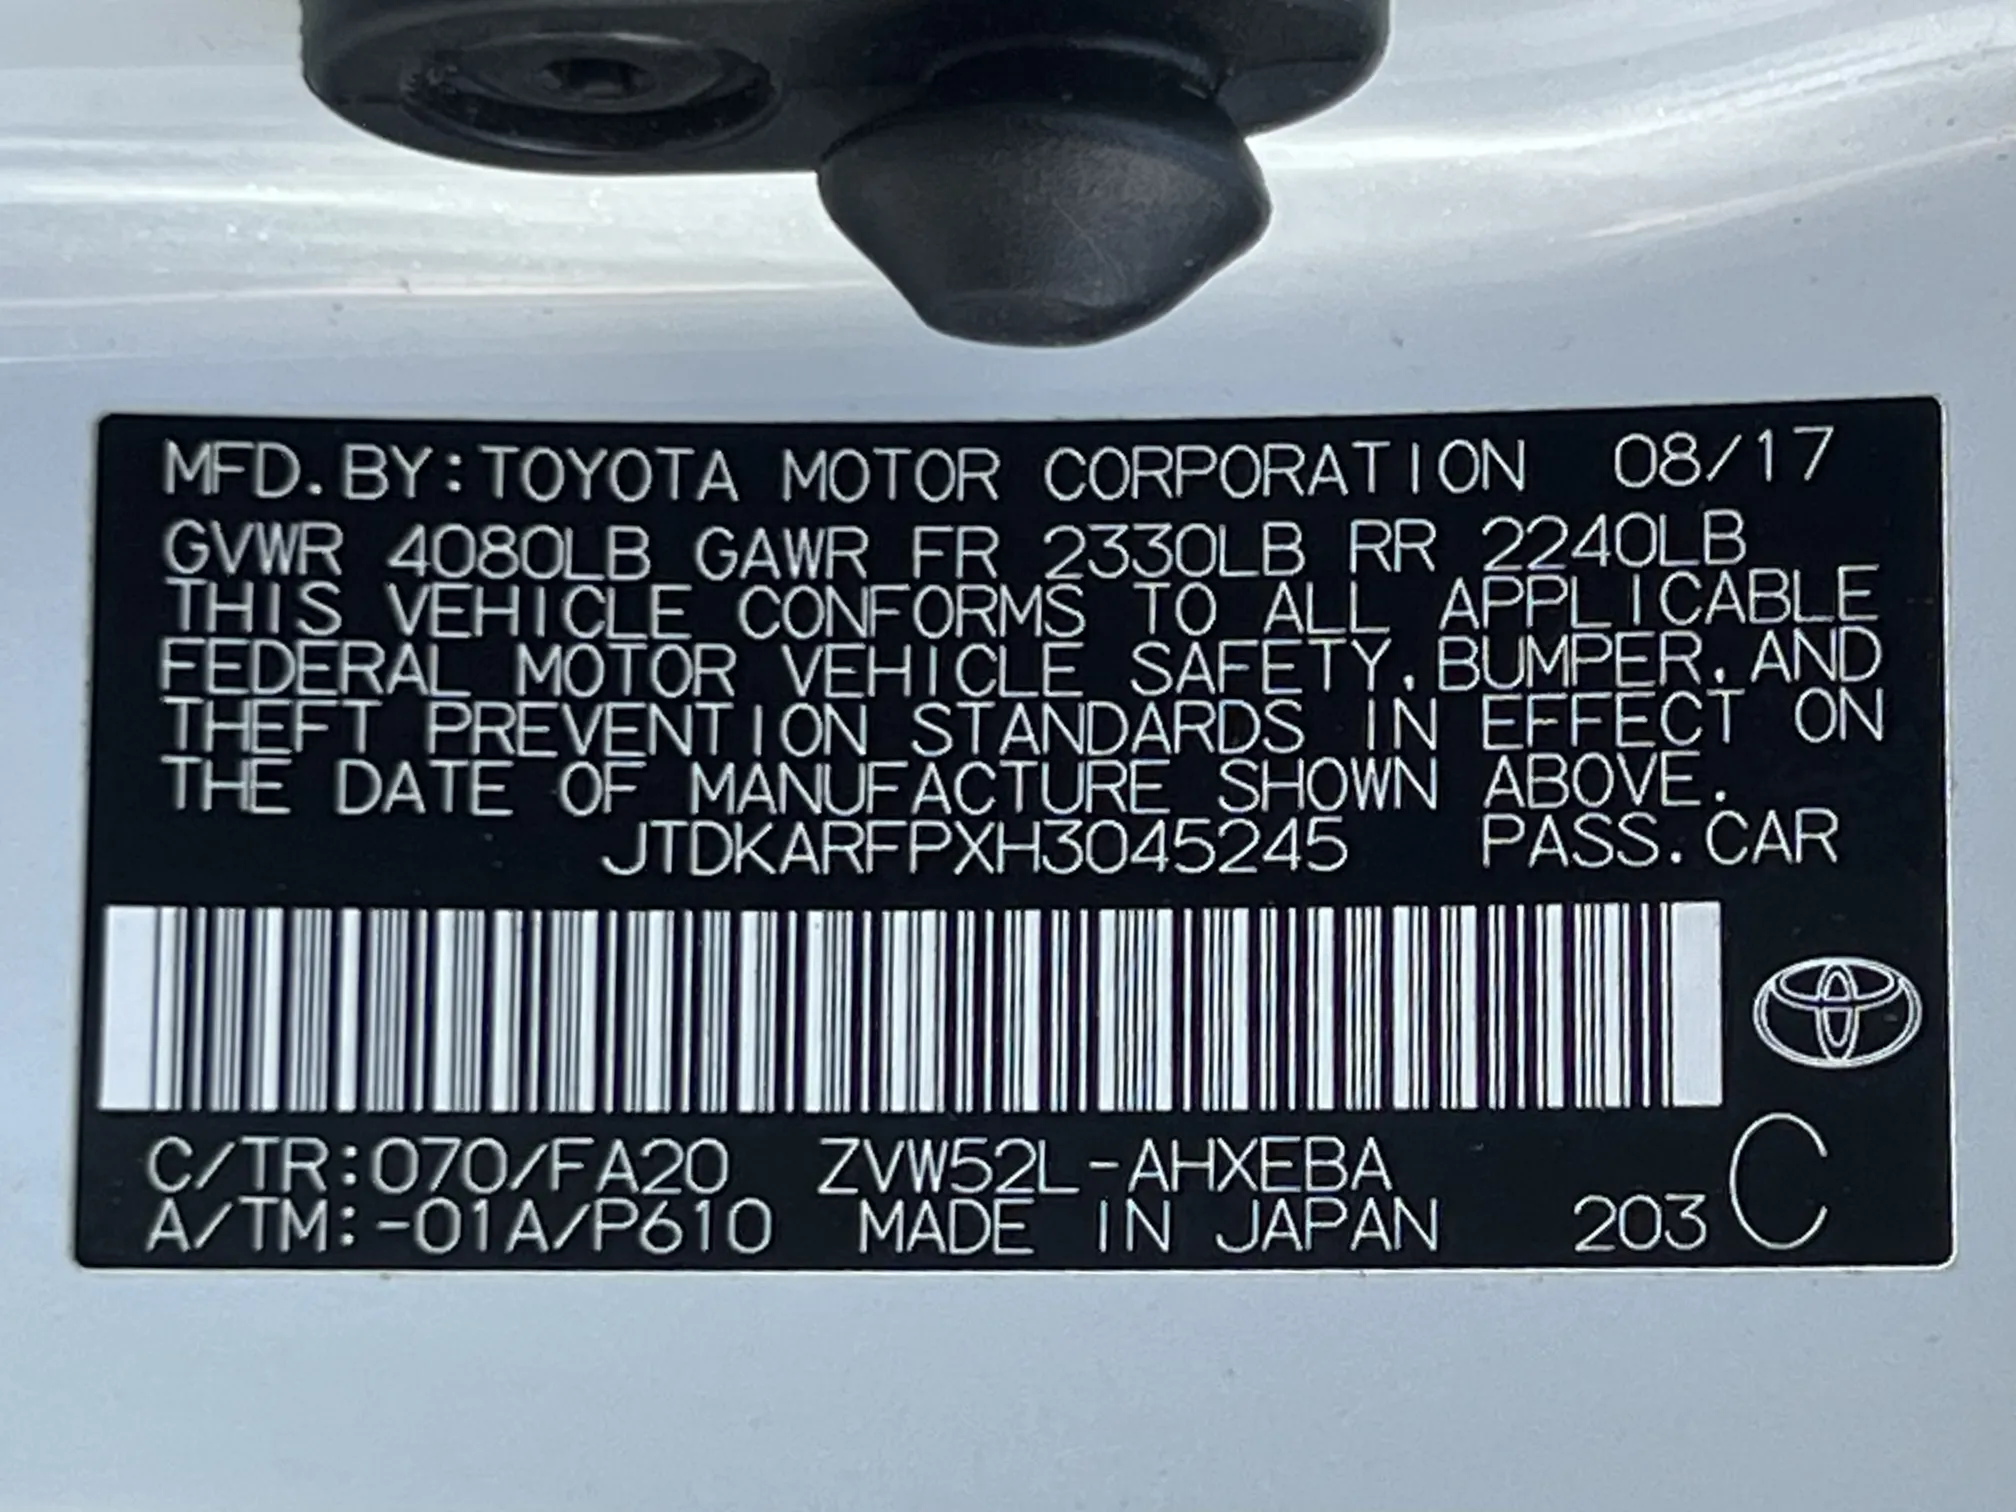 MFD.BY:TOYOTA MOTOR CORPORATION 08/17
GVWR 4080LB GAWR FR 2330LB RR 2240LB
THIS VEHICLE CONFORMS TO ALL APPLICABLE
FEDERAL MOTOR VEHICLE SAFETY,BUMPER,AND
THEFT PREVENTION STANDARDS IN EFFECT ON
THE DATE OF MANUFACTURE SHOWN ABOVE.
JTDKARFPXH3045245 PASS.CAR
C/TR:070/FA20 ZVW52L-AHXEBA
A/TM:-01A/P610 MADE IN JAPAN 203 C